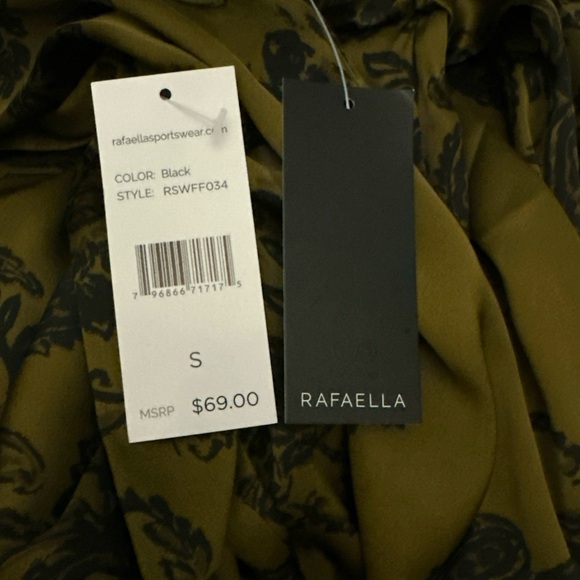 rafaellasportswear.com
COLOR: Black
STYLE: RSWFF034
7 96866 71717 5
S
MSRP $69.00
RAFAELLA